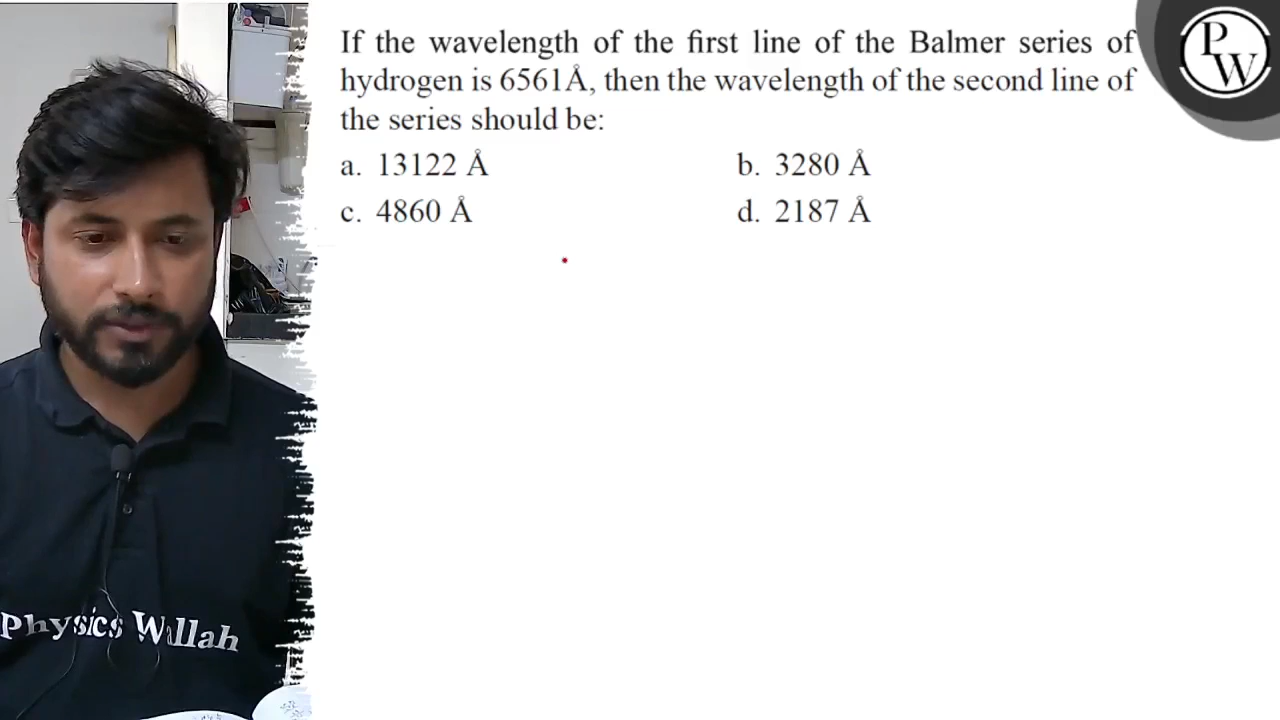 If the wavelength of the first line of the Balmer series of
hydrogen is 6561Å, then the wavelength of the second line of
the series should be:
a. 13122 Å
b. 3280 Å
c. 4860 Å
d. 2187 Å
P
W
Physics Wallah